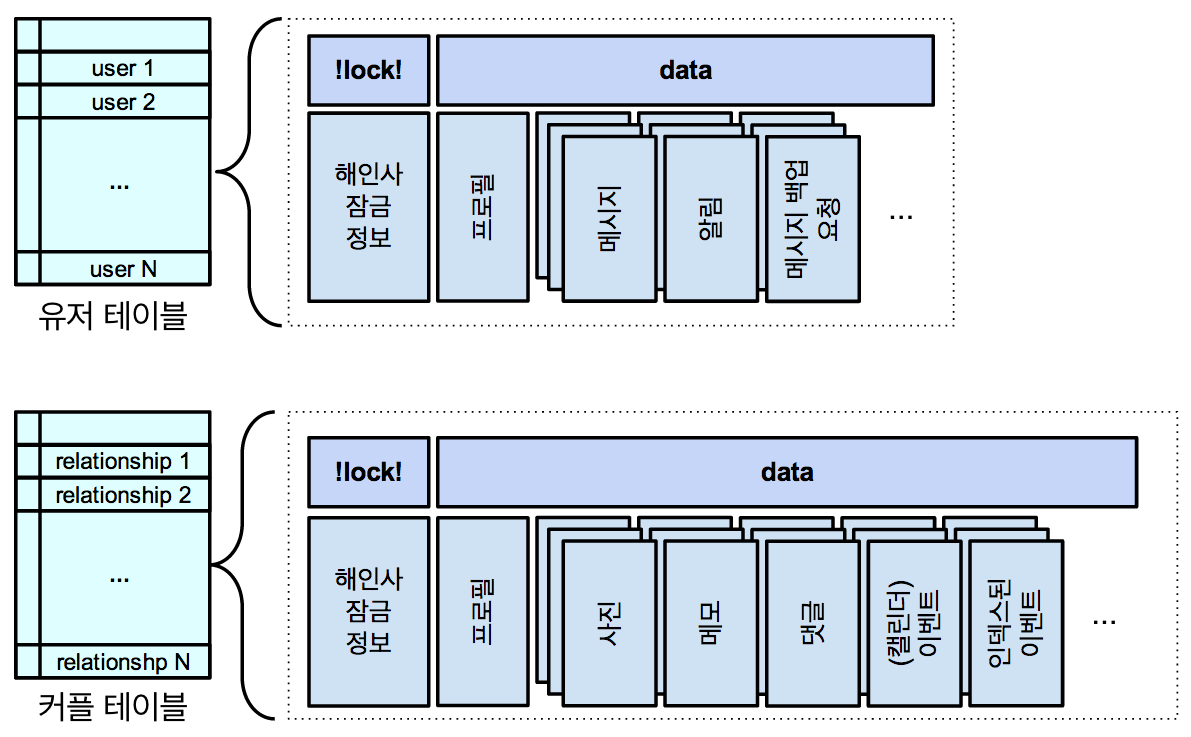 user 1
user 2
...
user N
유저 테이블
!lock!
data
해인사
잠금
정보
프로필
메시지
알림
메시지 백업
요청
...
relationship 1
relationship 2
...
relationshp N
커플 테이블
!lock!
data
해인사
잠금
정보
프로필
사진
메모
댓글
(캘린더)
이벤트
인덱스된
이벤트
...